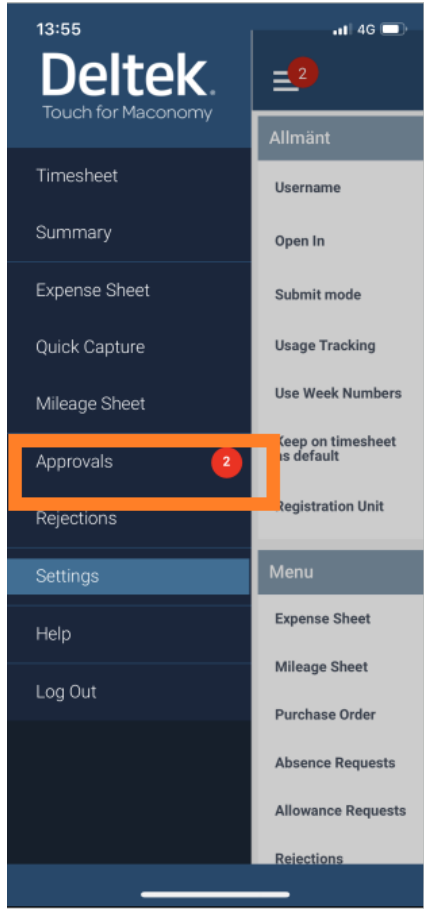 13:55
4G
Deltek.
Touch for Maconomy
2
Timesheet
Summary
Expense Sheet
Quick Capture
Mileage Sheet
Approvals
2
Rejections
Settings
Help
Log Out
Allmänt
Username
Open In
Submit mode
Usage Tracking
Use Week Numbers
Keep on timesheet
as default
Registration Unit
Menu
Expense Sheet
Mileage Sheet
Purchase Order
Absence Requests
Allowance Requests
Rejections